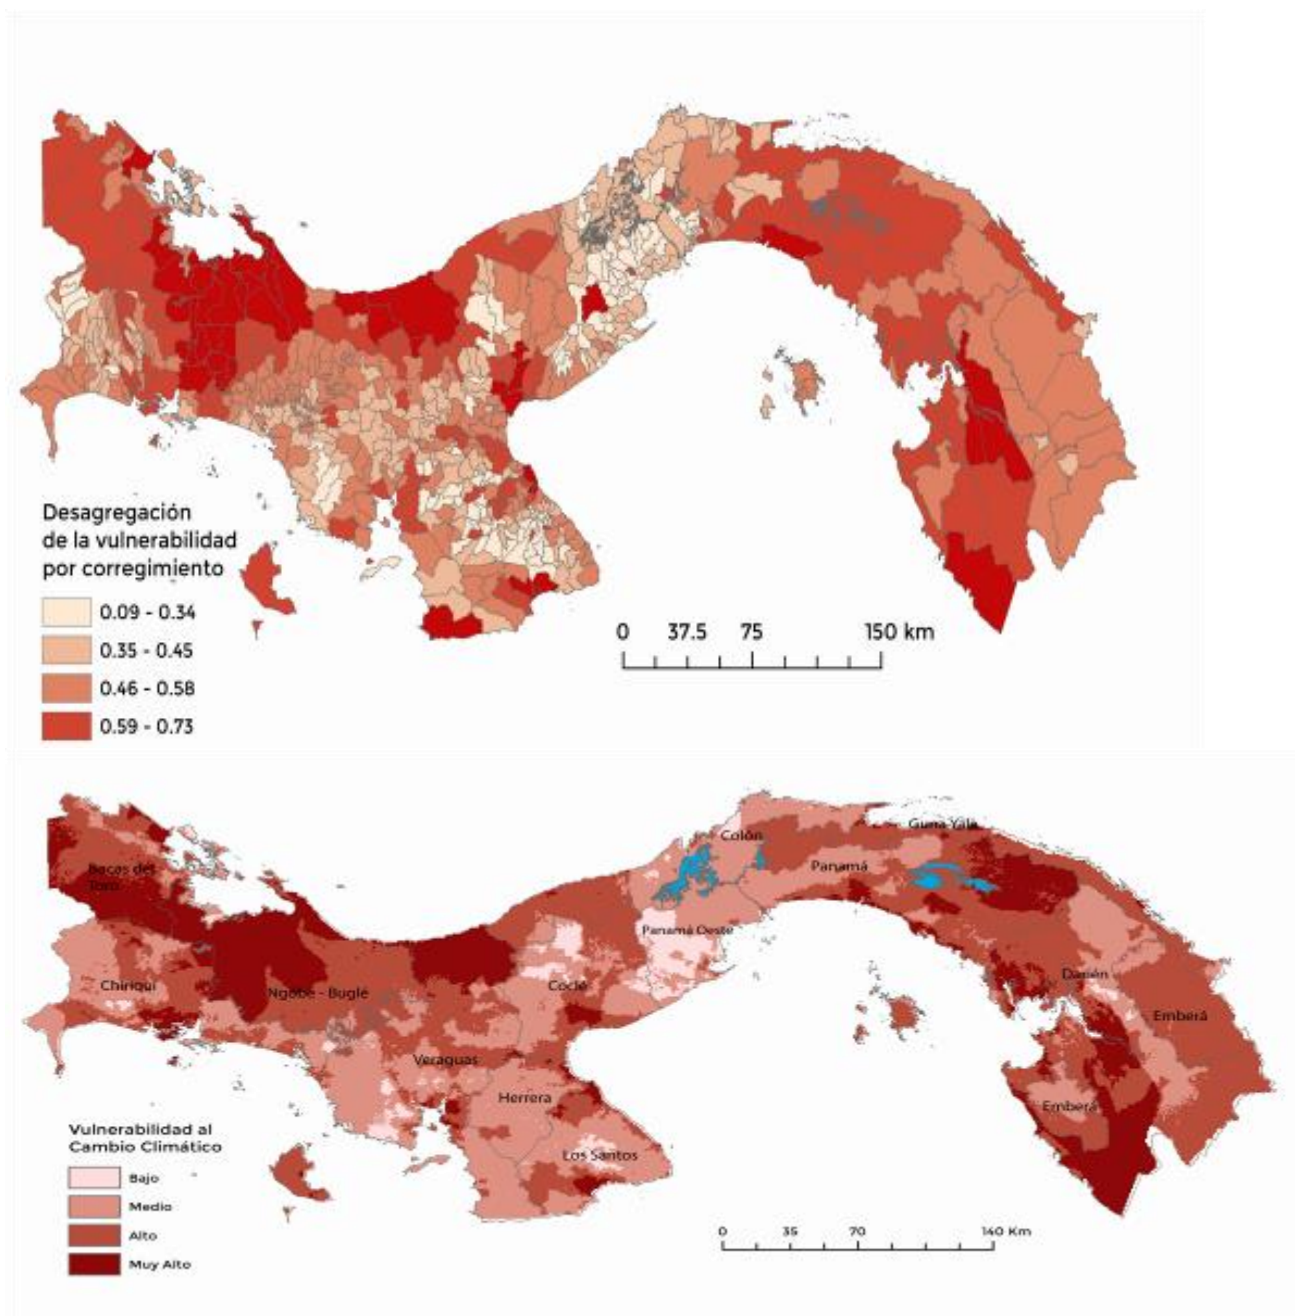 Desagregación
de la vulnerabilidad
por corregimiento
0.09 - 0.34
0.35 - 0.45
0.46 - 0.58
0.59 - 0.73
0 37.5 75 150 km
Colón
Guna Yala
Bocas del
Toro
Panamá
Panamá Oeste
Chiriquí
Ngäbe - Buglé
Coclé
Darién
Emberá
Veraguas
Herrera
Emberá
Los Santos
Vulnerabilidad al
Cambio Climático
Bajo
Medio
Alto
Muy Alto
0 35 70 140 Km